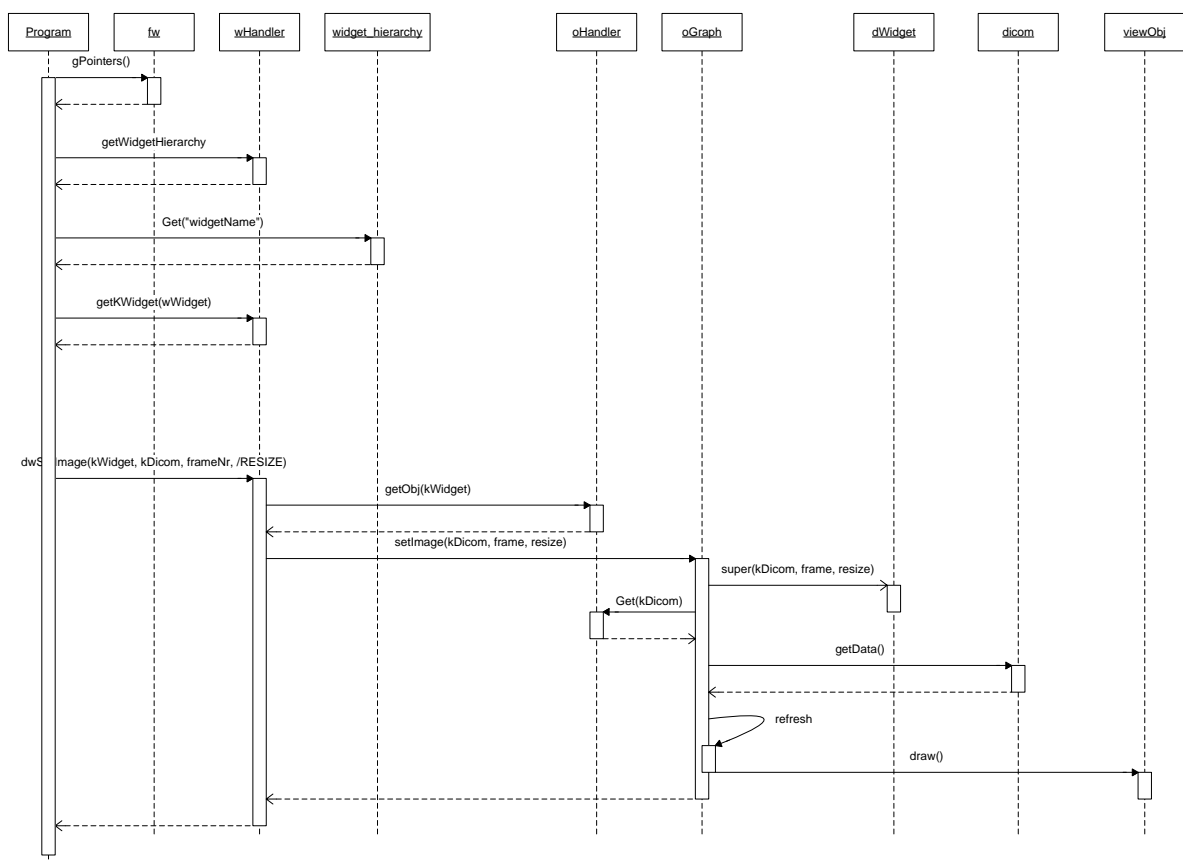 Program
fw
wHandler
widget_hierarchy
oHandler
oGraph
dWidget
dicom
viewObj
gPointers()
getWidgetHierarchy
Get("widgetName")
getKWidget(wWidget)
dwS Image(kWidget, kDicom, frameNr, /RESIZE)
getObj(kWidget)
setImage(kDicom, frame, resize)
super(kDicom, frame, resize)
Get(kDicom)
getData()
refresh
draw()